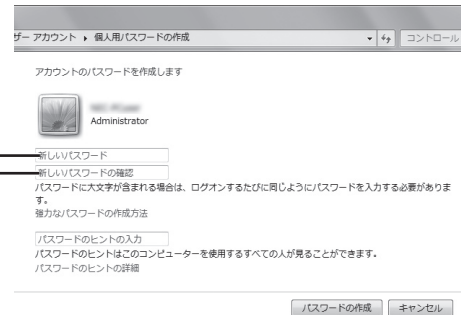 ザー アカウント ▸ 個人用パスワードの作成
コントロール
アカウントのパスワードを作成します
Administrator
新しいパスワード
新しいパスワードの確認
パスワードに大文字が含まれる場合は、ログオンするたびに同じようにパスワードを入力する必要がありま
す。
強力なパスワードの作成方法
パスワードのヒントの入力
パスワードのヒントはこのコンピューターを使用するすべての人が見ることができます。
パスワードのヒントの詳細
パスワードの作成
キャンセル